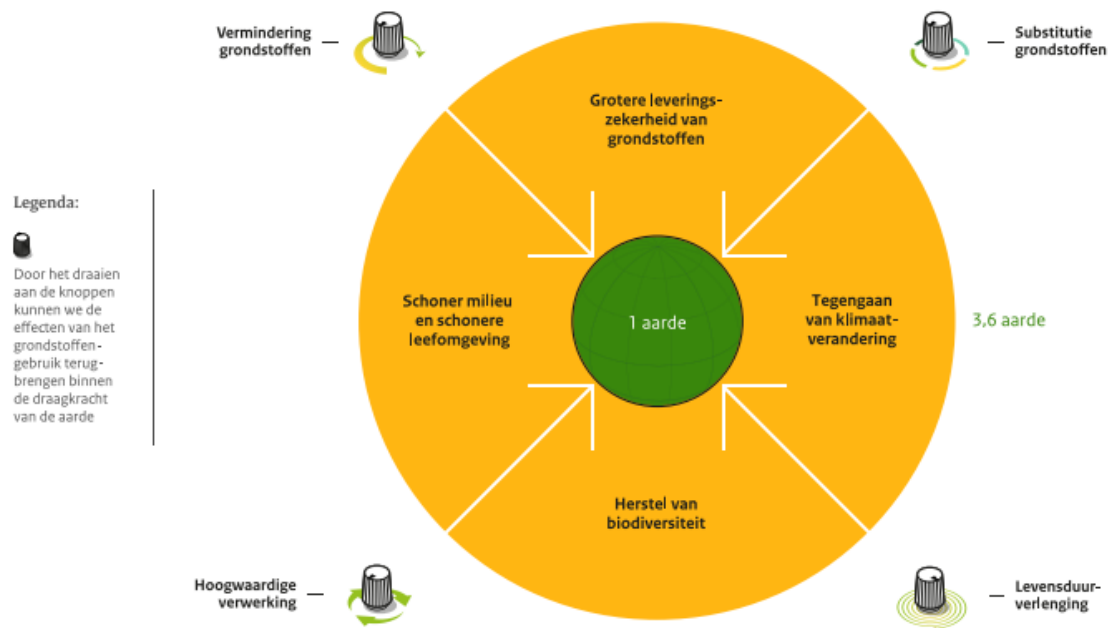 Vermindering
grondstoffen
Substitutie
grondstoffen
Grotere leverings-
zekerheid van
grondstoffen
Legenda:
Door het draaien
aan de knoppen
kunnen we de
effecten van het
grondstoffen-
gebruik terug-
brengen binnen
de draagkracht
van de aarde
Schoner milieu
en schonere
leefomgeving
1 aarde
Tegengaan
van klimaat-
verandering
3,6 aarde
Herstel van
biodiversiteit
Hoogwaardige
verwerking
Levensduur-
verlenging